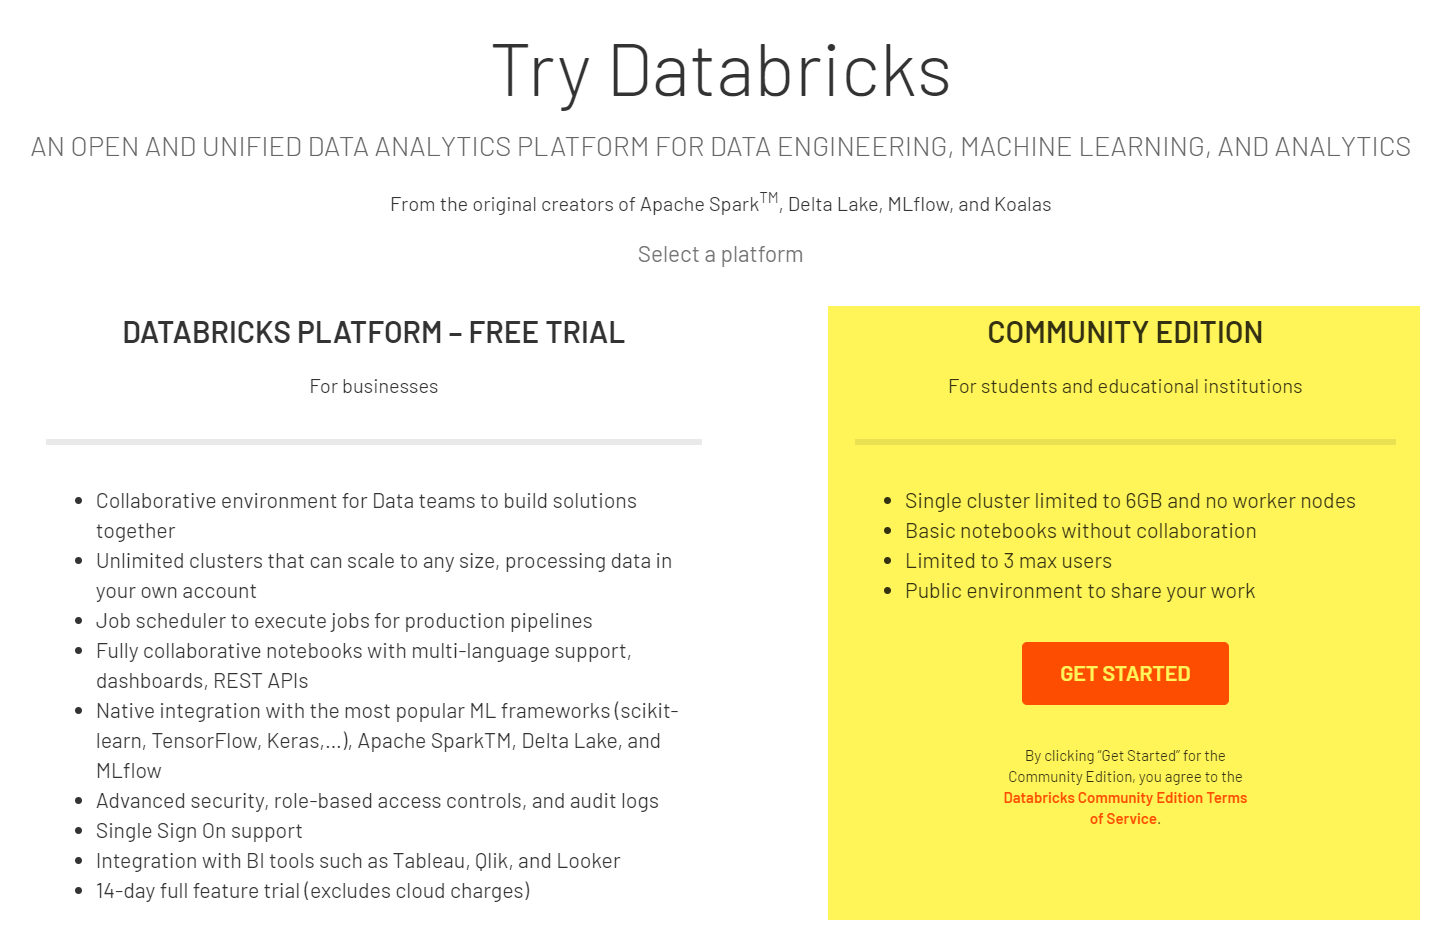 Try Databricks
AN OPEN AND UNIFIED DATA ANALYTICS PLATFORM FOR DATA ENGINEERING, MACHINE LEARNING, AND ANALYTICS
From the original creators of Apache Spark™, Delta Lake, MLflow, and Koalas
Select a platform
DATABRICKS PLATFORM – FREE TRIAL
For businesses
• Collaborative environment for Data teams to build solutions
together
• Unlimited clusters that can scale to any size, processing data in
your own account
• Job scheduler to execute jobs for production pipelines
• Fully collaborative notebooks with multi-language support,
dashboards, REST APIs
• Native integration with the most popular ML frameworks (scikit-
learn, TensorFlow, Keras,...), Apache SparkTM, Delta Lake, and
MLflow
• Advanced security, role-based access controls, and audit logs
• Single Sign On support
• Integration with BI tools such as Tableau, Qlik, and Looker
• 14-day full feature trial (excludes cloud charges)
COMMUNITY EDITION
For students and educational institutions
• Single cluster limited to 6GB and no worker nodes
• Basic notebooks without collaboration
• Limited to 3 max users
• Public environment to share your work
GET STARTED
By clicking “Get Started” for the
Community Edition, you agree to the
Databricks Community Edition Terms
of Service.